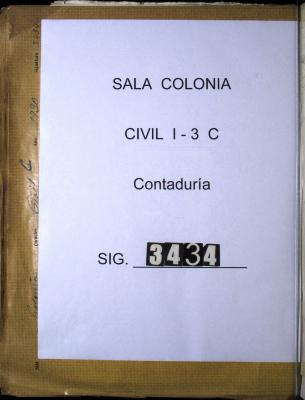 SALA COLONIA
CIVIL I - 3 C
Contaduría
SIG. 3434